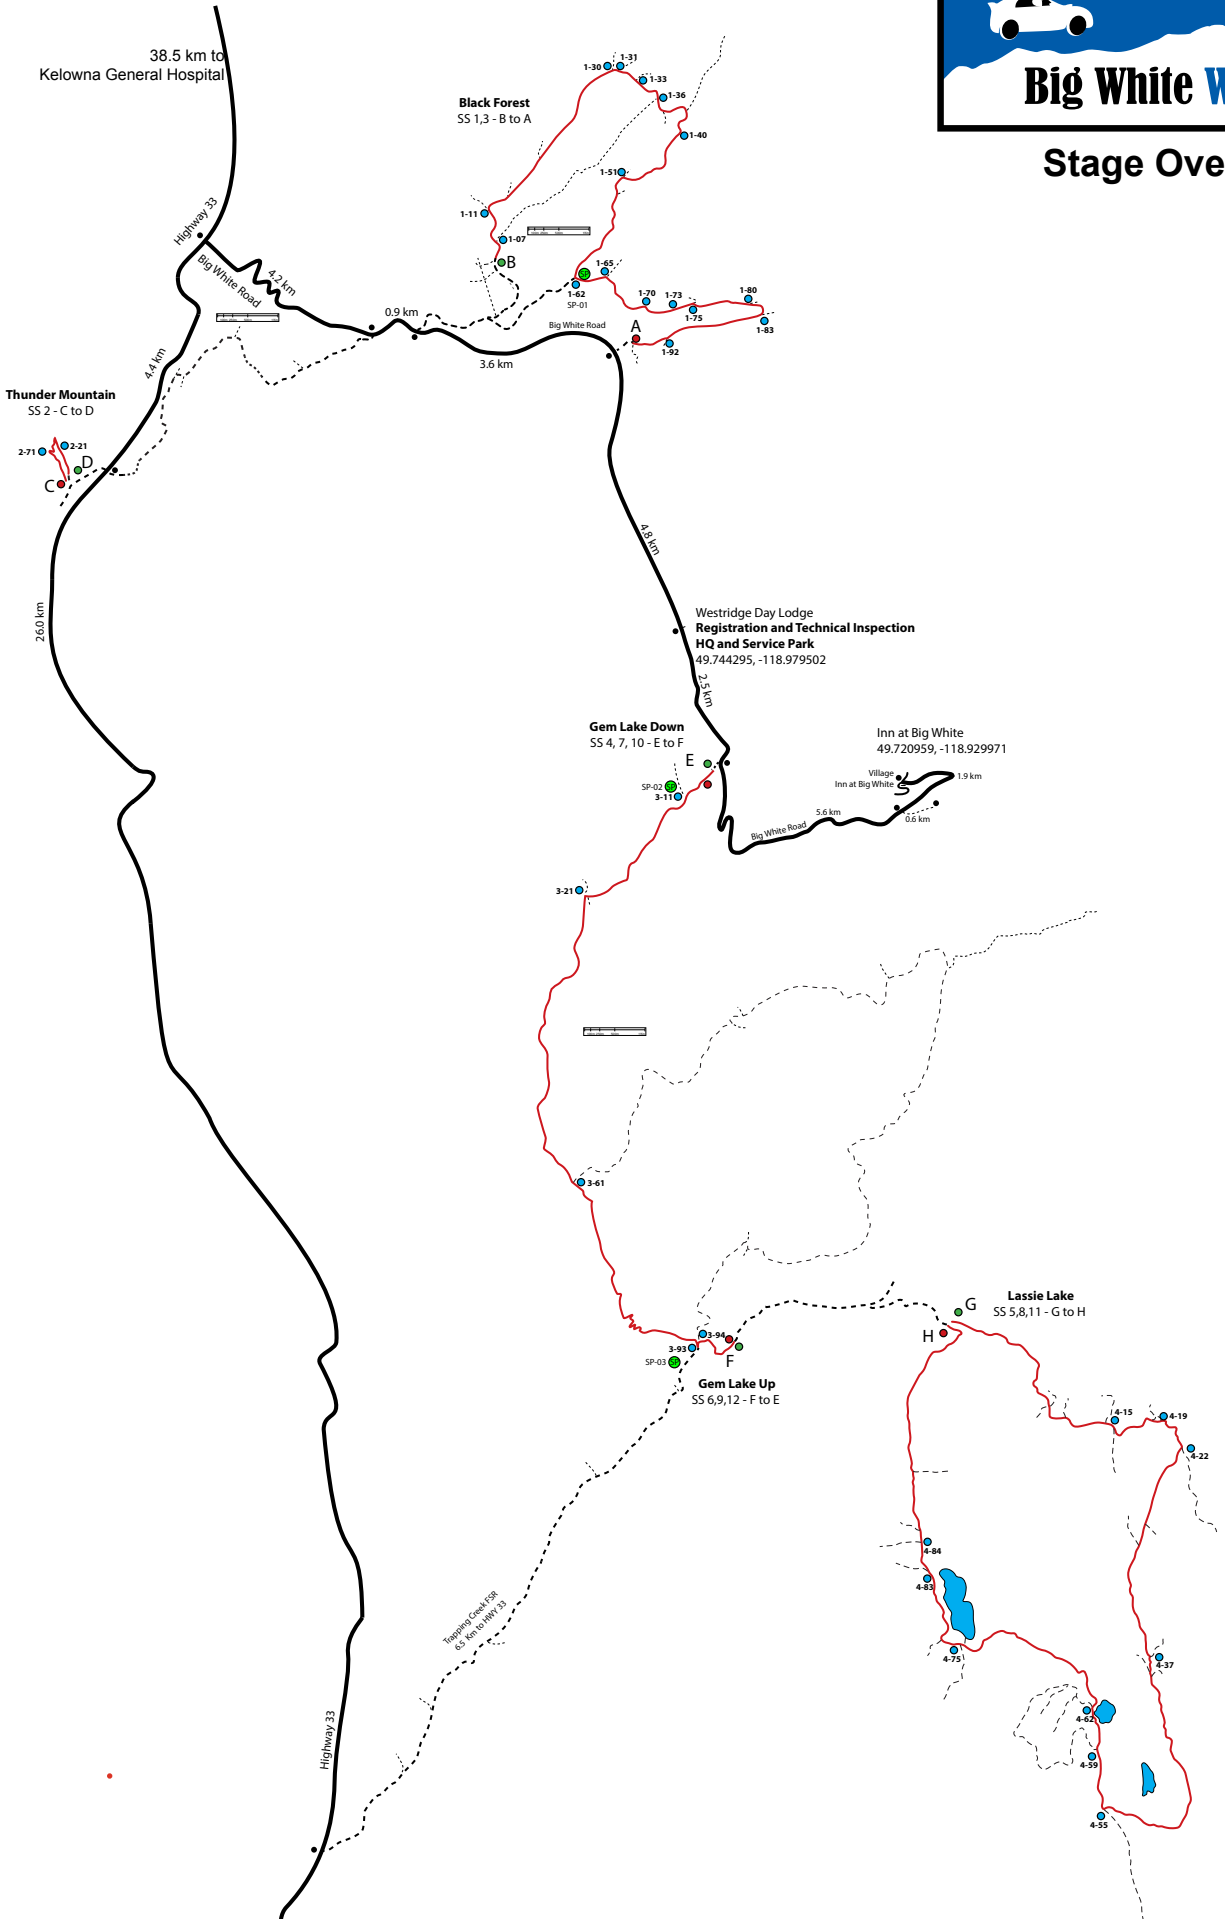 38.5 km to
Kelowna General Hospital
Big White W
Stage Ove
Black Forest
SS 1,3 - B to A
1-30
1-31
1-33
1-36
1-40
1-51
1-11
1-07
B
SP
1-65
1-62
SP-01
1-70
1-73
1-75
1-80
1-83
1-92
A
Big White Road
Highway 33
Big White Road
4.2 km
0.9 km
3.6 km
4.4 km
Thunder Mountain
SS 2 - C to D
2-71
2-21
D
C
26.0 km
4.8 km
Westridge Day Lodge
Registration and Technical Inspection
HQ and Service Park
49.744295, -118.979502
2.5 km
Gem Lake Down
SS 4, 7, 10 - E to F
E
SP-02
SP
3-11
Inn at Big White
49.720959, -118.929971
Village
Inn at Big White
1.9 km
0.6 km
5.6 km
Big White Road
3-21
3-61
3-94
3-93
SP-03
SP
F
Gem Lake Up
SS 6,9,12 - F to E
G
H
Lassie Lake
SS 5,8,11 - G to H
4-15
4-19
4-22
4-84
4-83
4-75
4-37
4-62
4-59
4-55
Trapping Creek FSR
6.5 Km to HWY 33
Highway 33